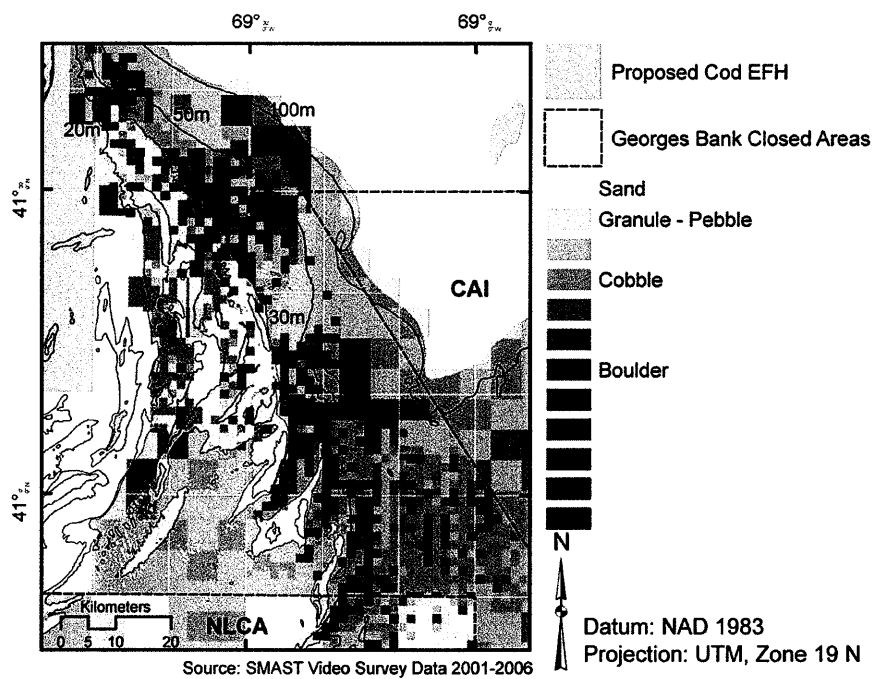 69°
69°
Proposed Cod EFH
Georges Bank Closed Areas
Sand
Granule - Pebble
Cobble
Boulder
20m
50m
100m
41°
CAI
30m
41°
Kilometers
0 5 10 20
NLCA
N
Datum: NAD 1983
Projection: UTM, Zone 19 N
Source: SMAST Video Survey Data 2001-2006